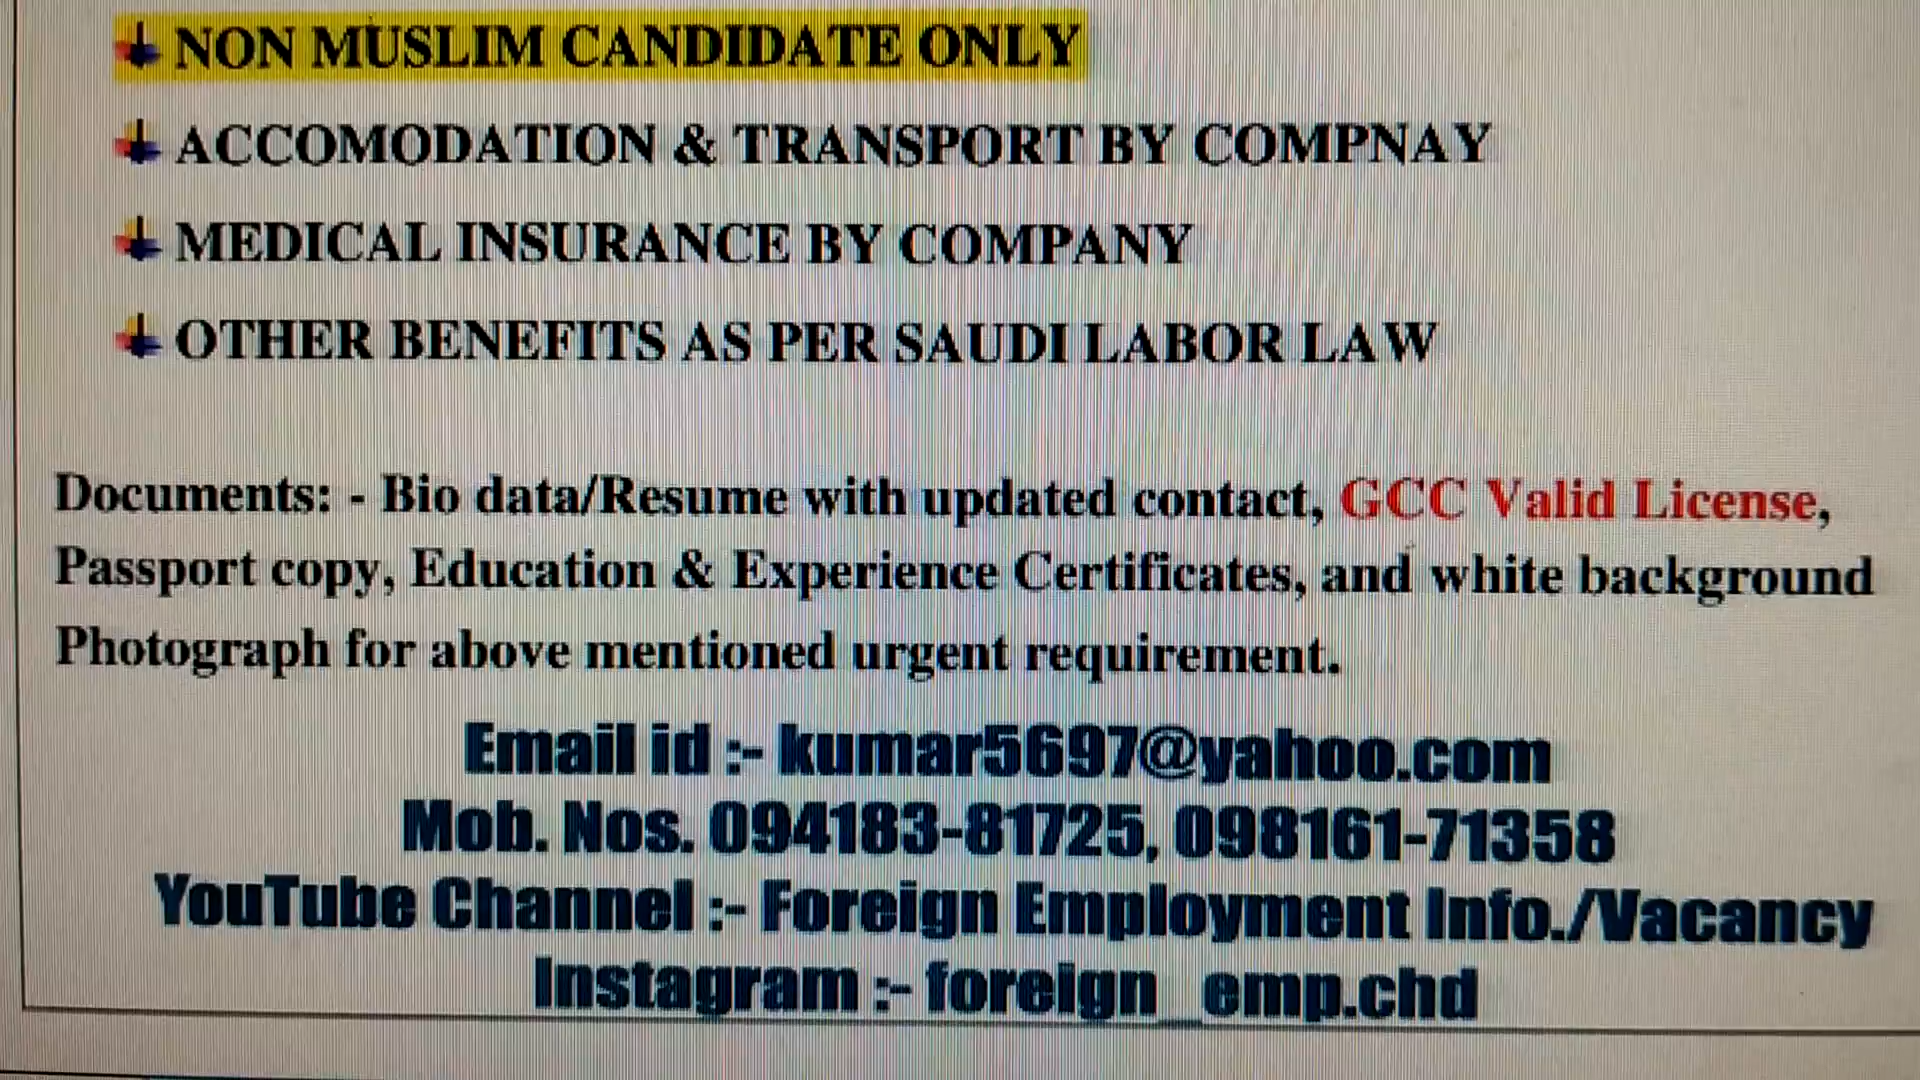 NON MUSLIM CANDIDATE ONLY
ACCOMODATION & TRANSPORT BY COMPNAY
MEDICAL INSURANCE BY COMPANY
OTHER BENEFITS AS PER SAUDI LABOR LAW
Documents: - Bio data/Resume with updated contact, GCC Valid License,
Passport copy, Education & Experience Certificates, and white background
Photograph for above mentioned urgent requirement.
Email id :- kumar5697@yahoo.com
Mob. Nos. 094183-81725, 098161-71358
YouTube Channel :- Foreign Employment Info./Vacancy
Instagram :- foreign_emp.chd